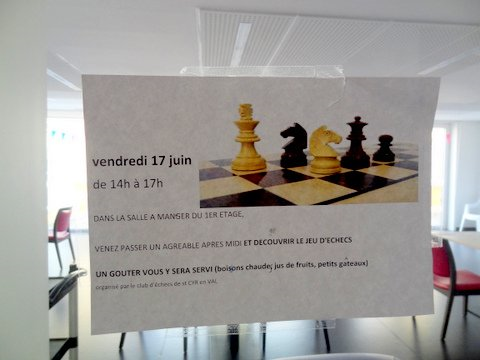 vendredi 17 juin
de 14h à 17h
DANS LA SALLE A MANGER DU 1ER ETAGE,
VENEZ PASSER UN AGREABLE APRES MIDI ET DECOUVRIR LE JEU D'ECHECS
UN GOUTER VOUS Y SERA SERVI (boisons chaude; jus de fruits, petits gateaux)
organisé par le club d'échecs de st CYR en VAL